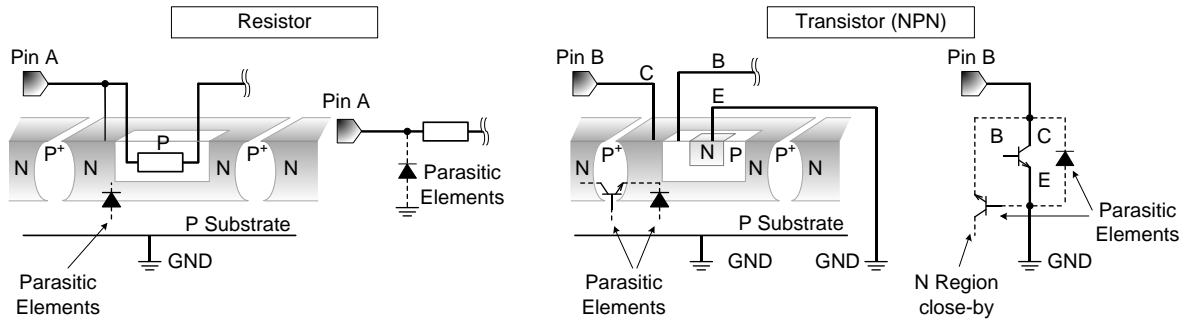 Resistor
Transistor (NPN)
Pin A
Pin B
C
B
E
Pin B
Pin A
N
P+
N
P
P+
N
N
P+
N
N
P
P+
N
B
C
E
Parasitic
Elements
P Substrate
GND
Parasitic
Elements
P Substrate
GND
GND
Parasitic
Elements
Parasitic
Elements
N Region
close-by
GND